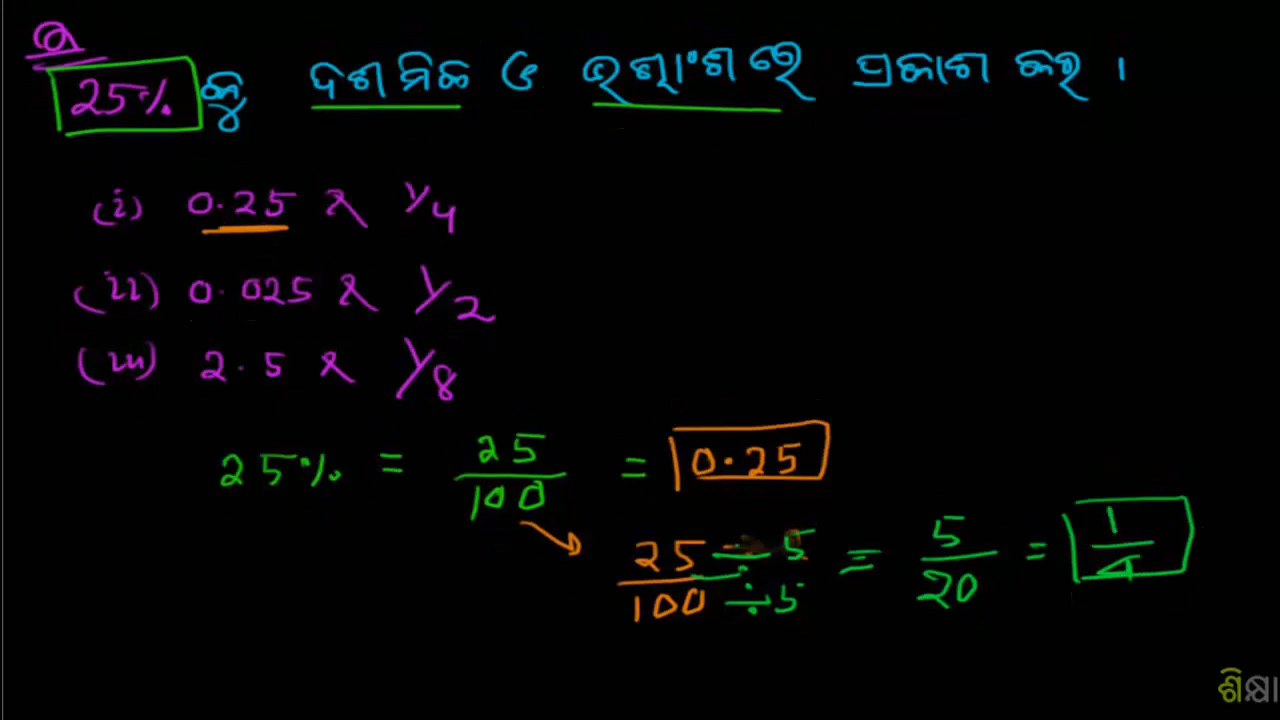 ପ୍ର
25% କୁ ଦଶମିକ ଓ ଭଗ୍ନାଂଶରେ ପ୍ରକାଶ କର ।
(i) 0.25 & 1/4
(ii) 0.025 & 1/2
(iii) 2.5 & 1/8
25% = 25/100 = 0.25
25 ÷ 5 / 100 ÷ 5 = 5/20 = 1/4
ଶିକ୍ଷା